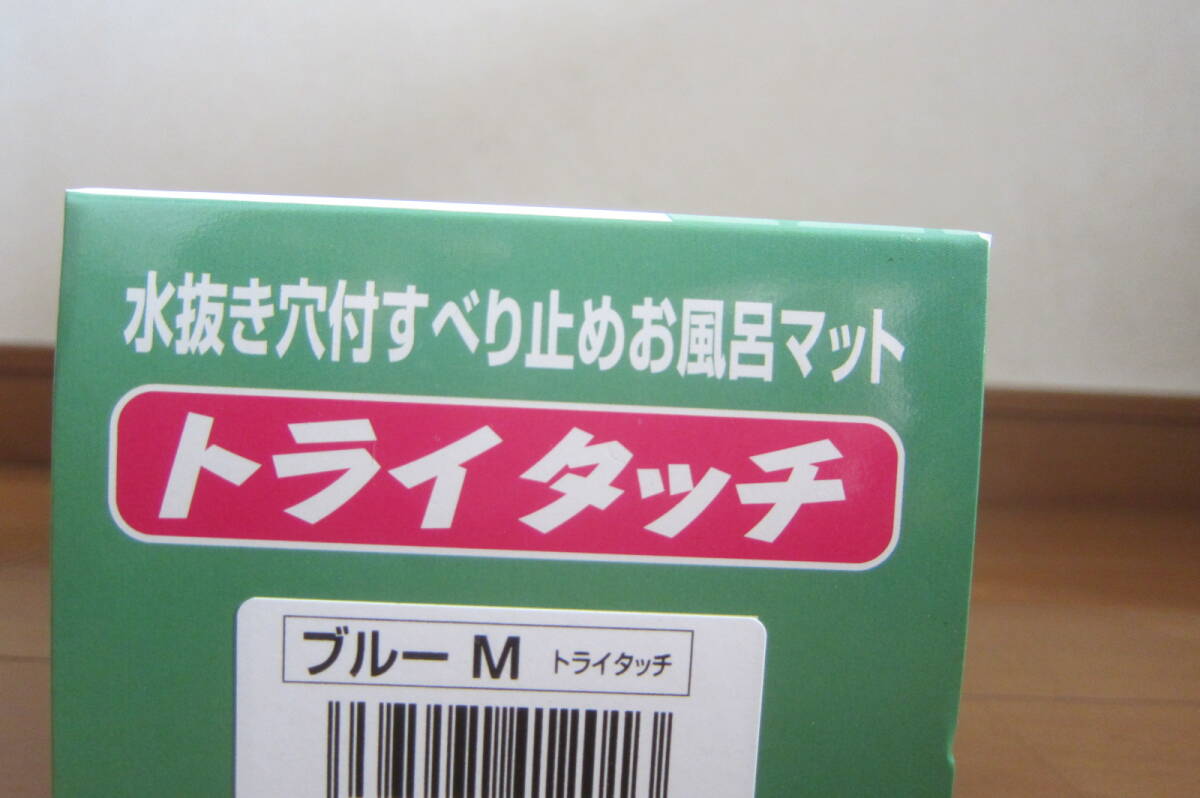 水抜き穴付すべり止めお風呂マット
トライタッチ
ブルー M トライタッチ